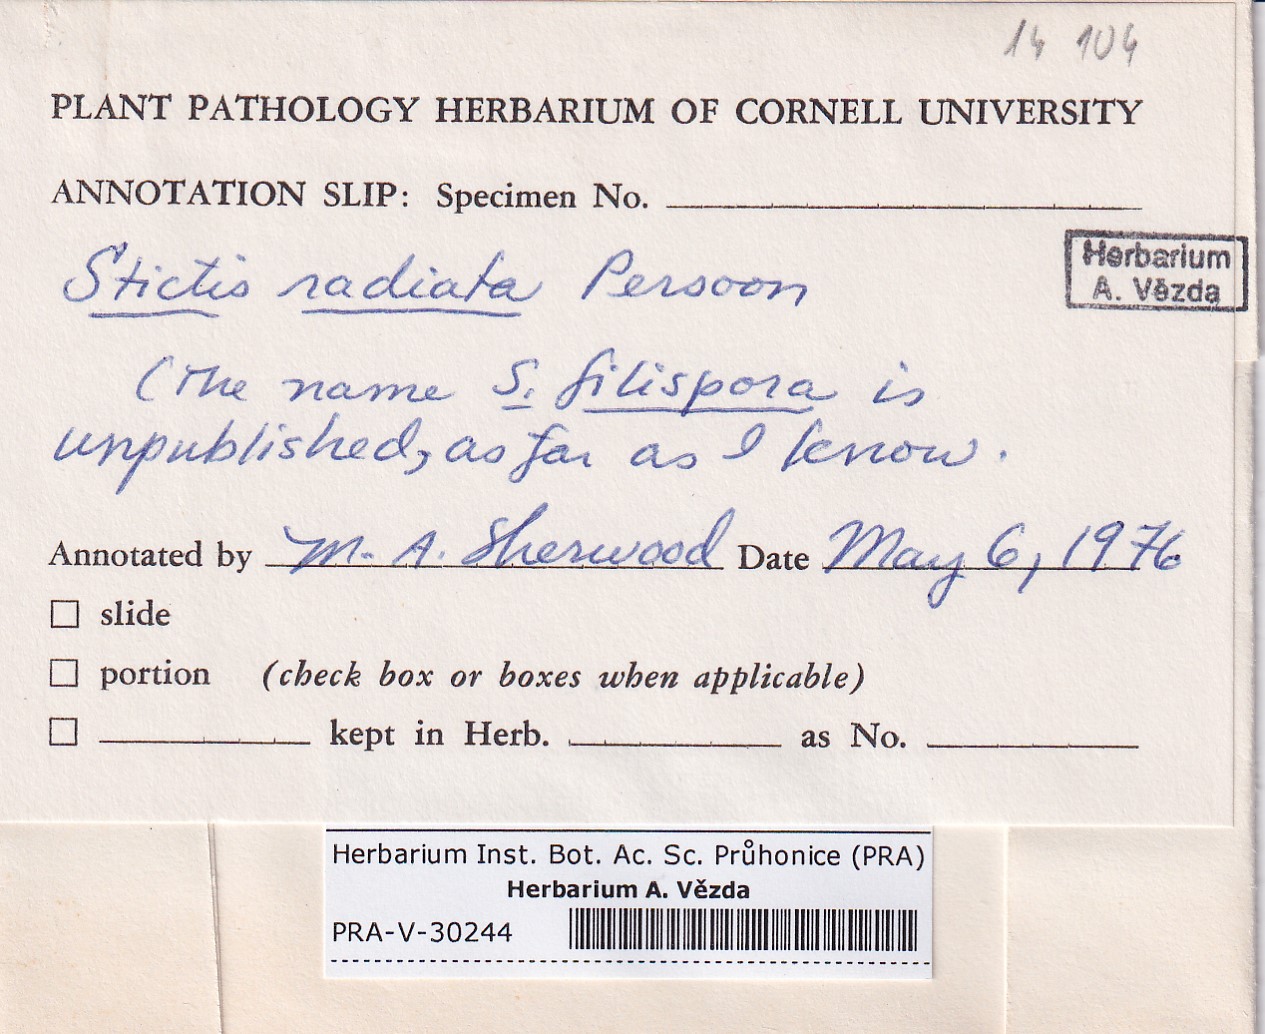 14 104
PLANT PATHOLOGY HERBARIUM OF CORNELL UNIVERSITY
ANNOTATION SLIP: Specimen No.
Stictis radiata Persoon
Herbarium
A. Vězda
(The name S. filispora is
unpublished, as far as I know.
Annotated by M. A. Sherwood Date May 6, 1976
☐ slide
☐ portion (check box or boxes when applicable)
☐ kept in Herb. as No.
Herbarium Inst. Bot. Ac. Sc. Průhonice (PRA)
Herbarium A. Vězda
PRA-V-30244